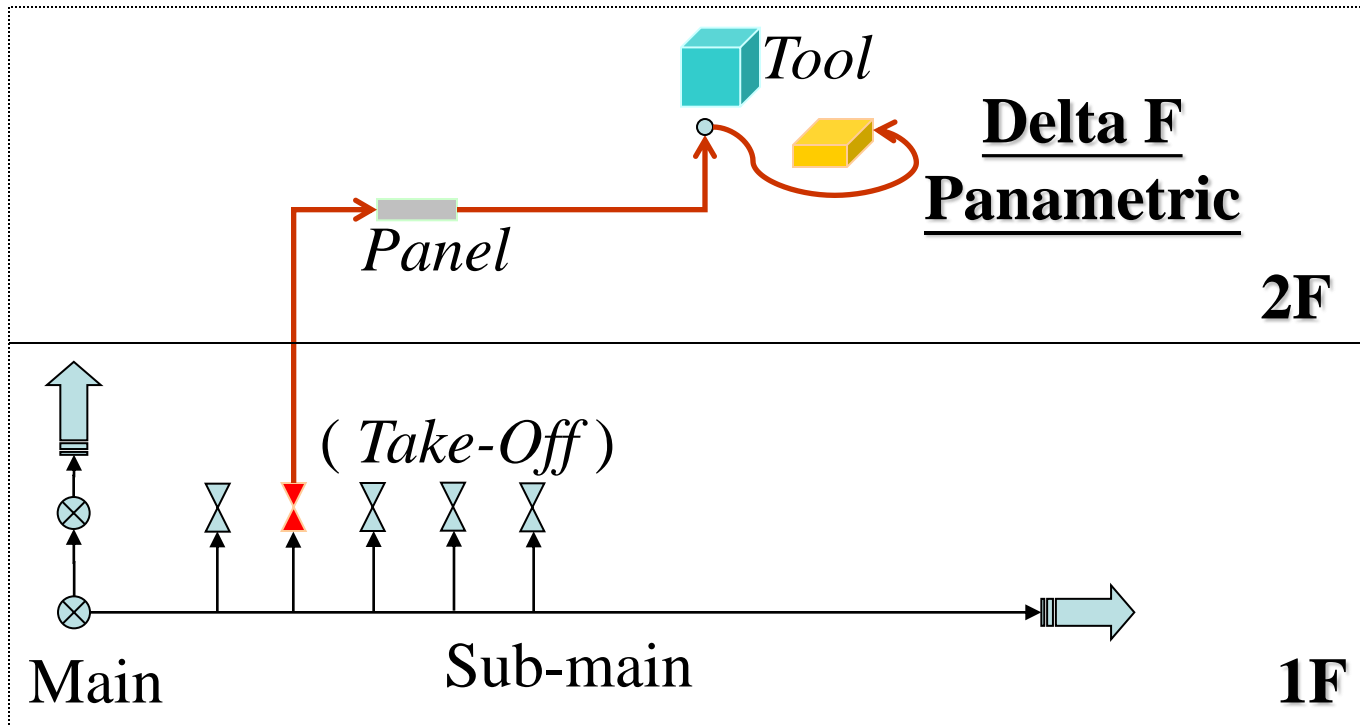 Tool
Delta F
Panametric
Panel
2F
( Take-Off )
Sub-main
Main
1F